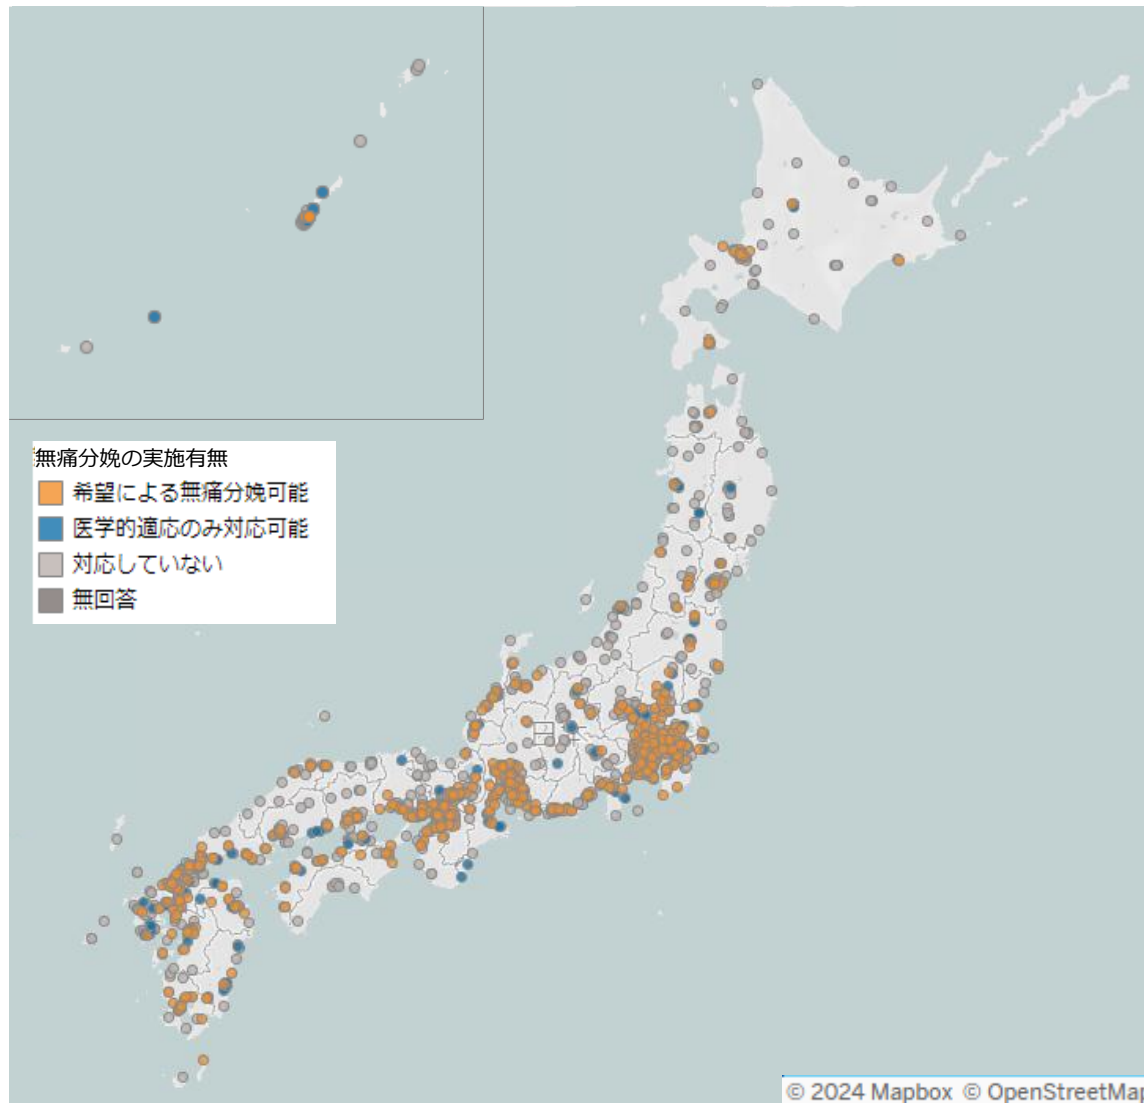 無痛分娩の実施有無
希望による無痛分娩可能
医学的適応のみ対応可能
対応していない
無回答
© 2024 Mapbox © OpenStreetMap